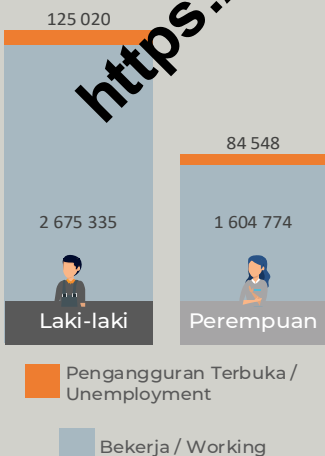 125 020
https:
84 548
2 675 335
1 604 774
Laki-laki
Perempuan
Pengangguran Terbuka /
Unemployment
Bekerja / Working